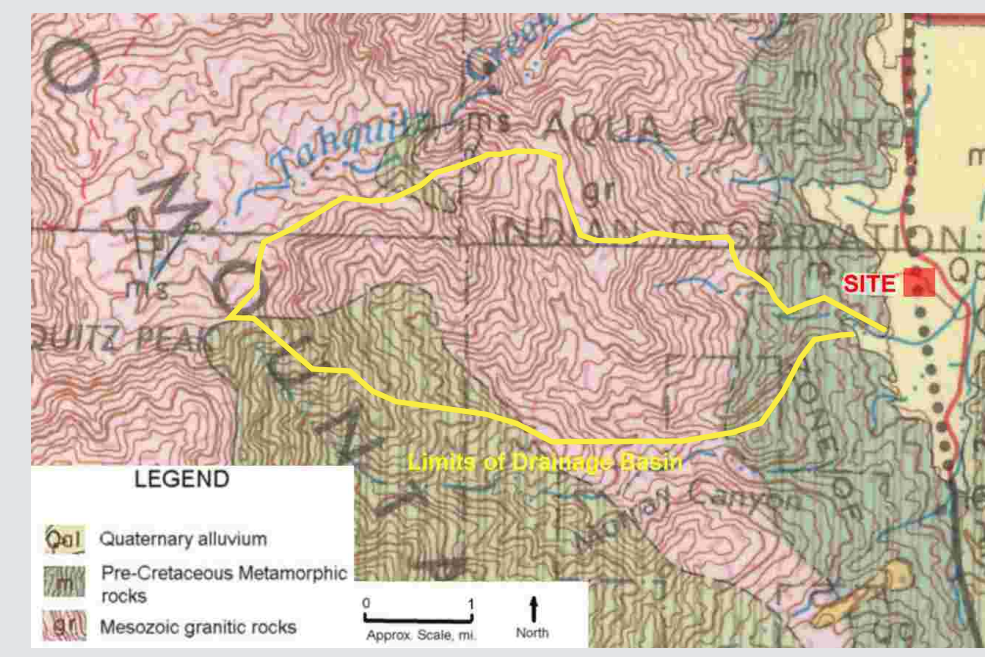 Tahquitz Creek
ms AQUA CALIENTE
m
gr
INDIAN RESERVATION
m
SITE
ms
QUITZ PEAK
Limits of Drainage Basin
Murray Canyon
LEGEND
Qal Quaternary alluvium
m Pre-Cretaceous Metamorphic
rocks
gr Mesozoic granitic rocks
0 1
Approx. Scale, mi.
North